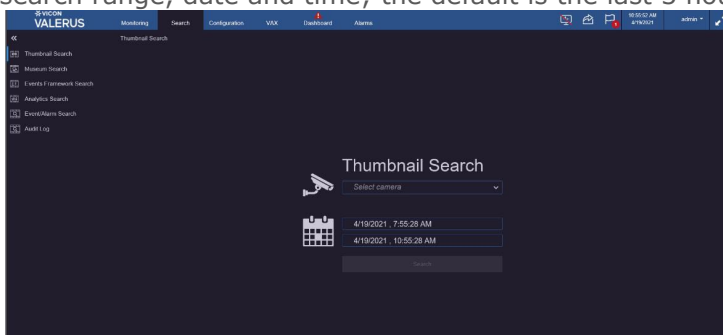 search range, date and time; the default is the last 3 hou
VICON
VALERUS
Monitoring Search Configuration VAX Dashboard Alarms
10:55:52 AM
4/19/2021
admin
Thumbnail Search
Thumbnail Search
Museum Search
Events Framework Search
Analytics Search
Event/Alarm Search
Audit Log
Thumbnail Search
Select camera
4/19/2021 , 7:55:28 AM
4/19/2021 , 10:55:28 AM
Search